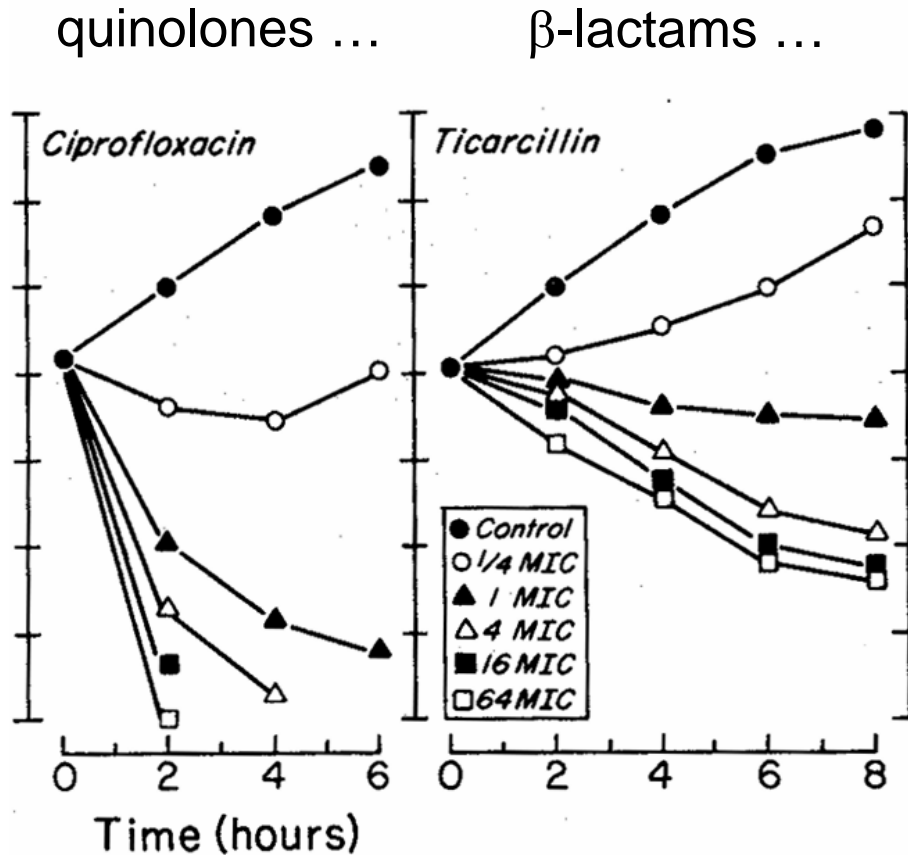 quinolones …
β-lactams …
Ciprofloxacin
Ticarcillin
Control
1/4 MIC
1 MIC
4 MIC
16 MIC
64 MIC
0 2 4 6
0 2 4 6 8
Time (hours)